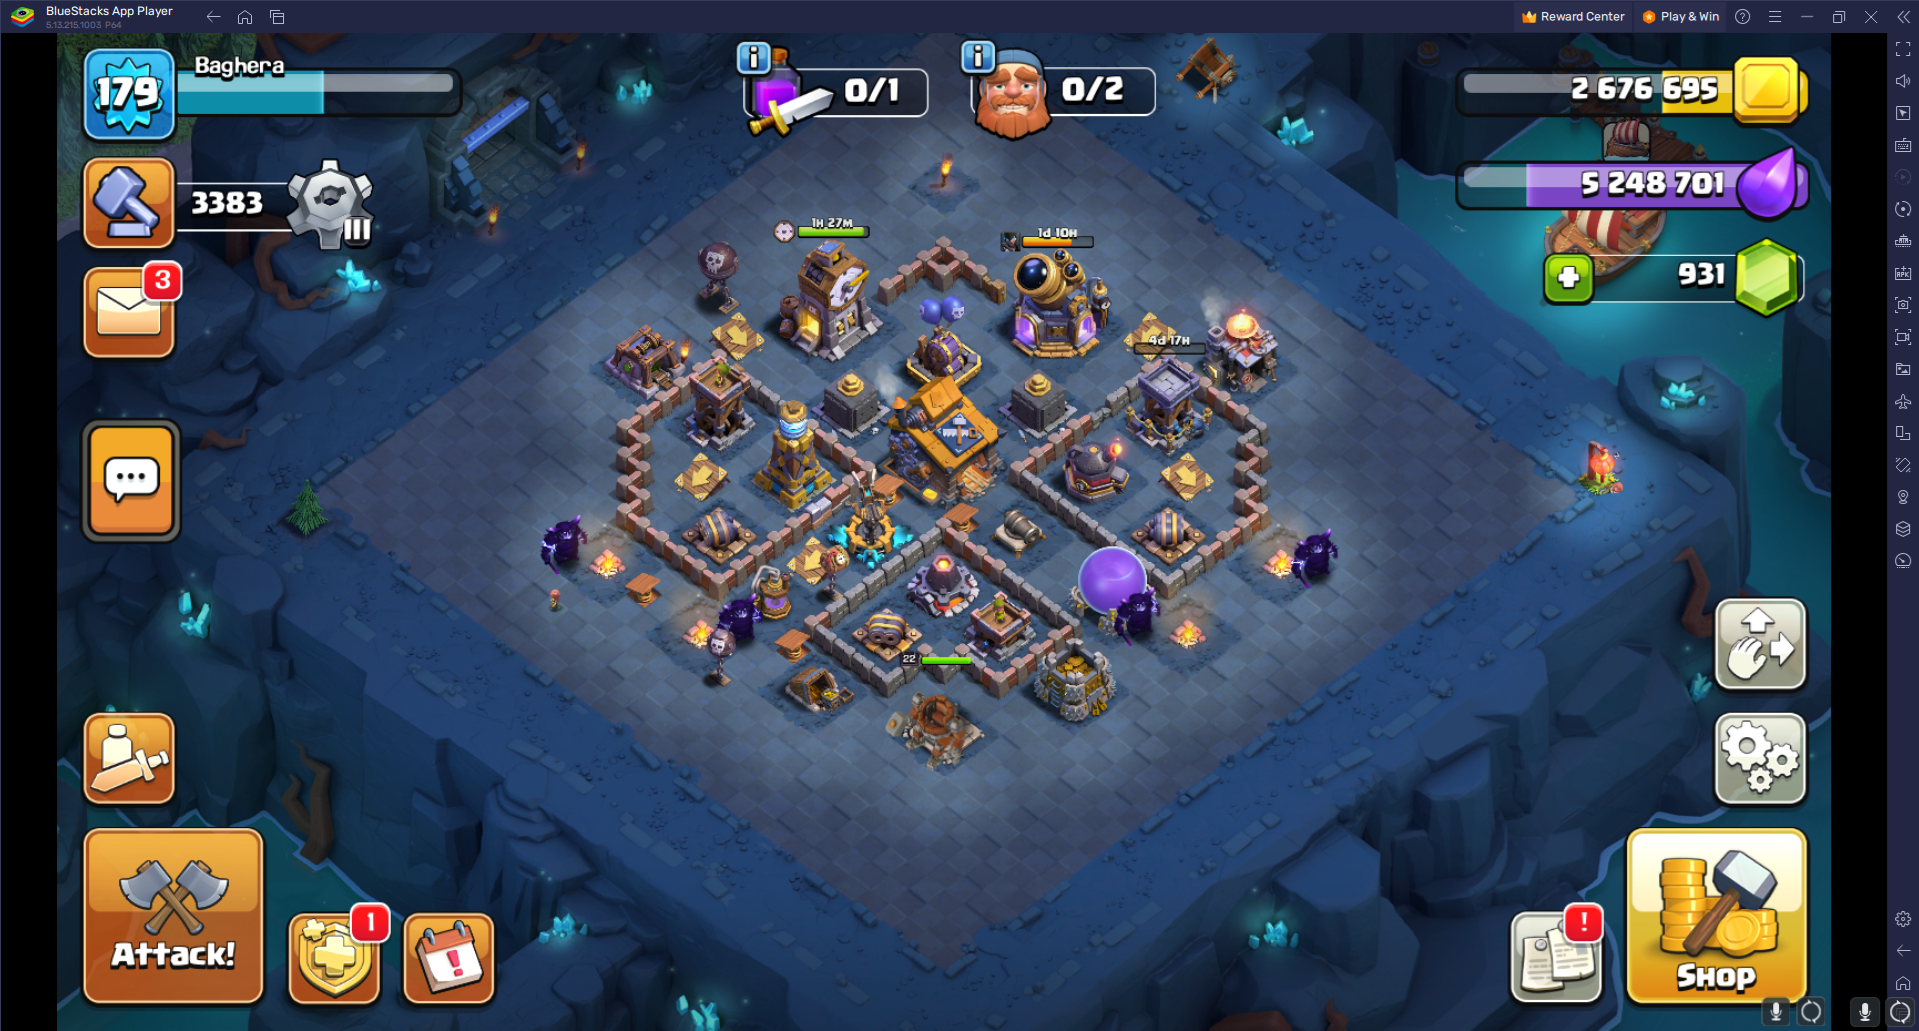 BlueStacks App Player
5.13.215.1003 P64
Reward Center
Play & Win
179
Baghera
0/1
0/2
2 676 695
3383
III
5 248 701
3
931
1H 27M
1d 10H
4d 17H
22
Attack!
1
!
Shop